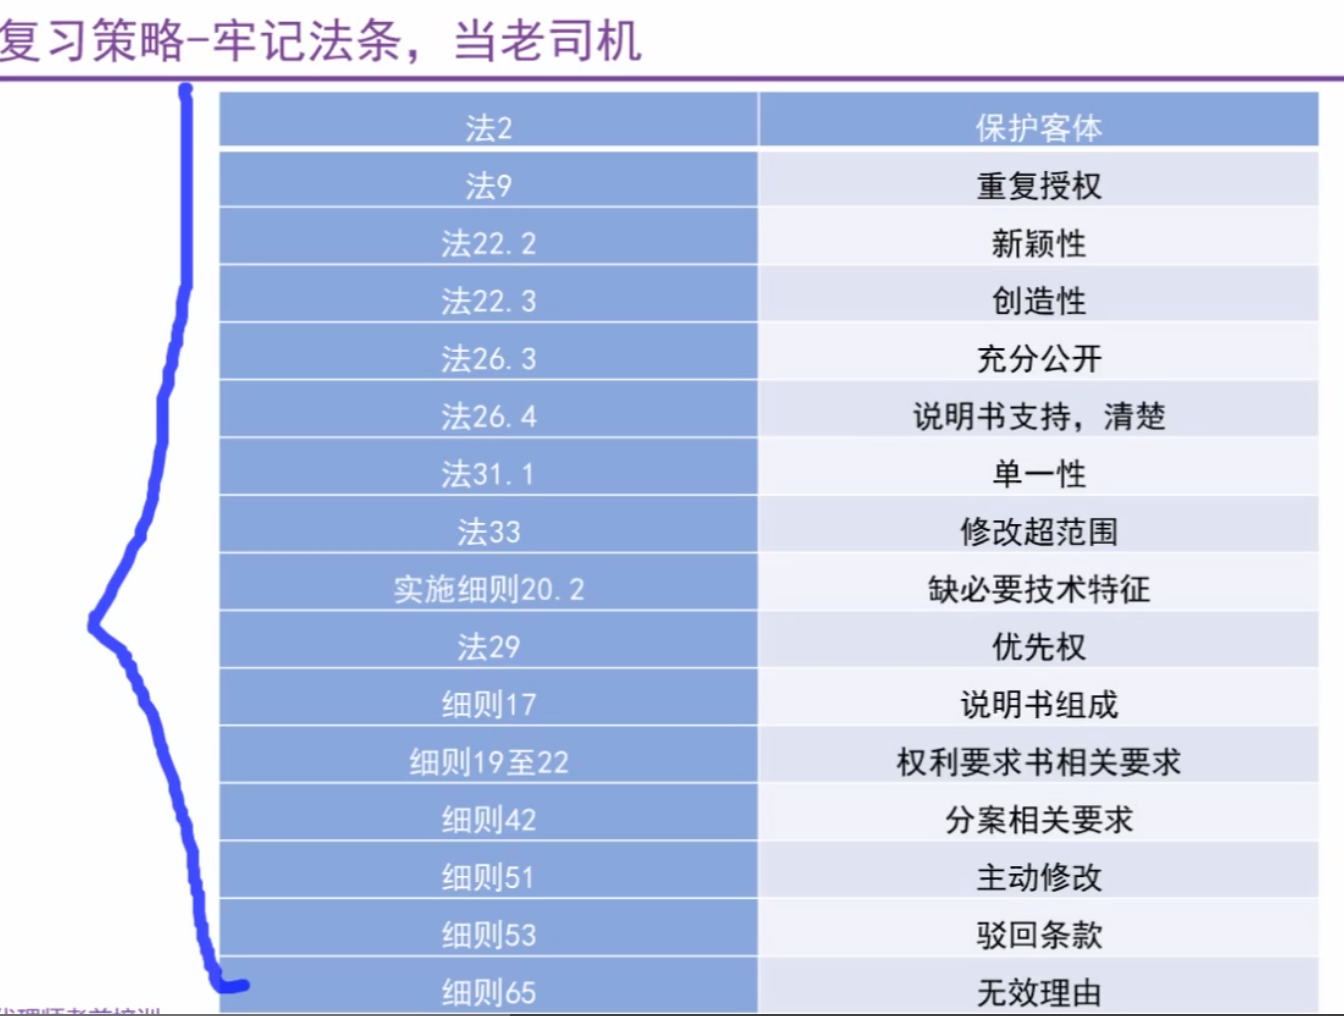 复习策略-牢记法条，当老司机
法2 保护客体
法9 重复授权
法22.2 新颖性
法22.3 创造性
法26.3 充分公开
法26.4 说明书支持，清楚
法31.1 单一性
法33 修改超范围
实施细则20.2 缺必要技术特征
法29 优先权
细则17 说明书组成
细则19至22 权利要求书相关要求
细则42 分案相关要求
细则51 主动修改
细则53 驳回条款
细则65 无效理由